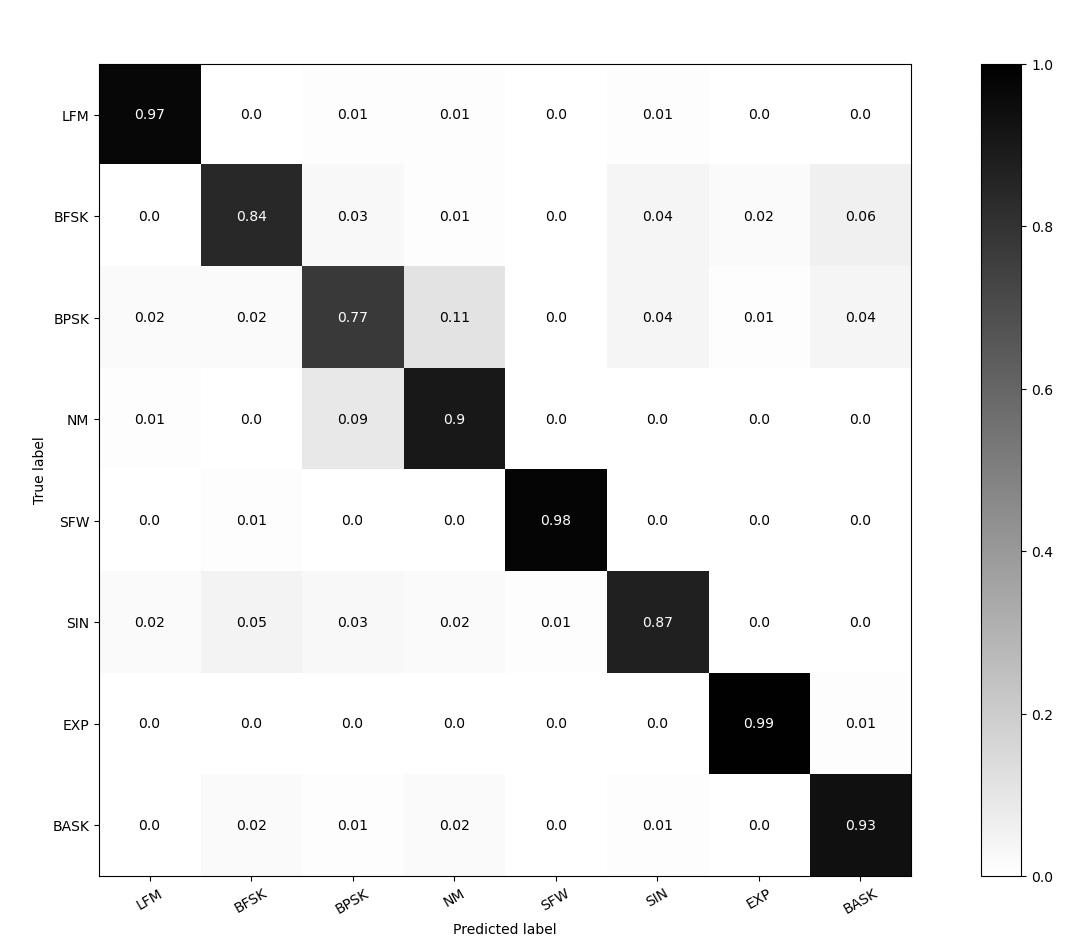 LFM 0.97 0.0 0.01 0.01 0.0 0.01 0.0 0.0
BFSK 0.0 0.84 0.03 0.01 0.0 0.04 0.02 0.06
BPSK 0.02 0.02 0.77 0.11 0.0 0.04 0.01 0.04
NM 0.01 0.0 0.09 0.9 0.0 0.0 0.0 0.0
SFW 0.0 0.01 0.0 0.0 0.98 0.0 0.0 0.0
SIN 0.02 0.05 0.03 0.02 0.01 0.87 0.0 0.0
EXP 0.0 0.0 0.0 0.0 0.0 0.0 0.99 0.01
BASK 0.0 0.02 0.01 0.02 0.0 0.01 0.0 0.93
LFM BFSK BPSK NM SFW SIN EXP BASK
Predicted label
True label
1.0
0.8
0.6
0.4
0.2
0.0